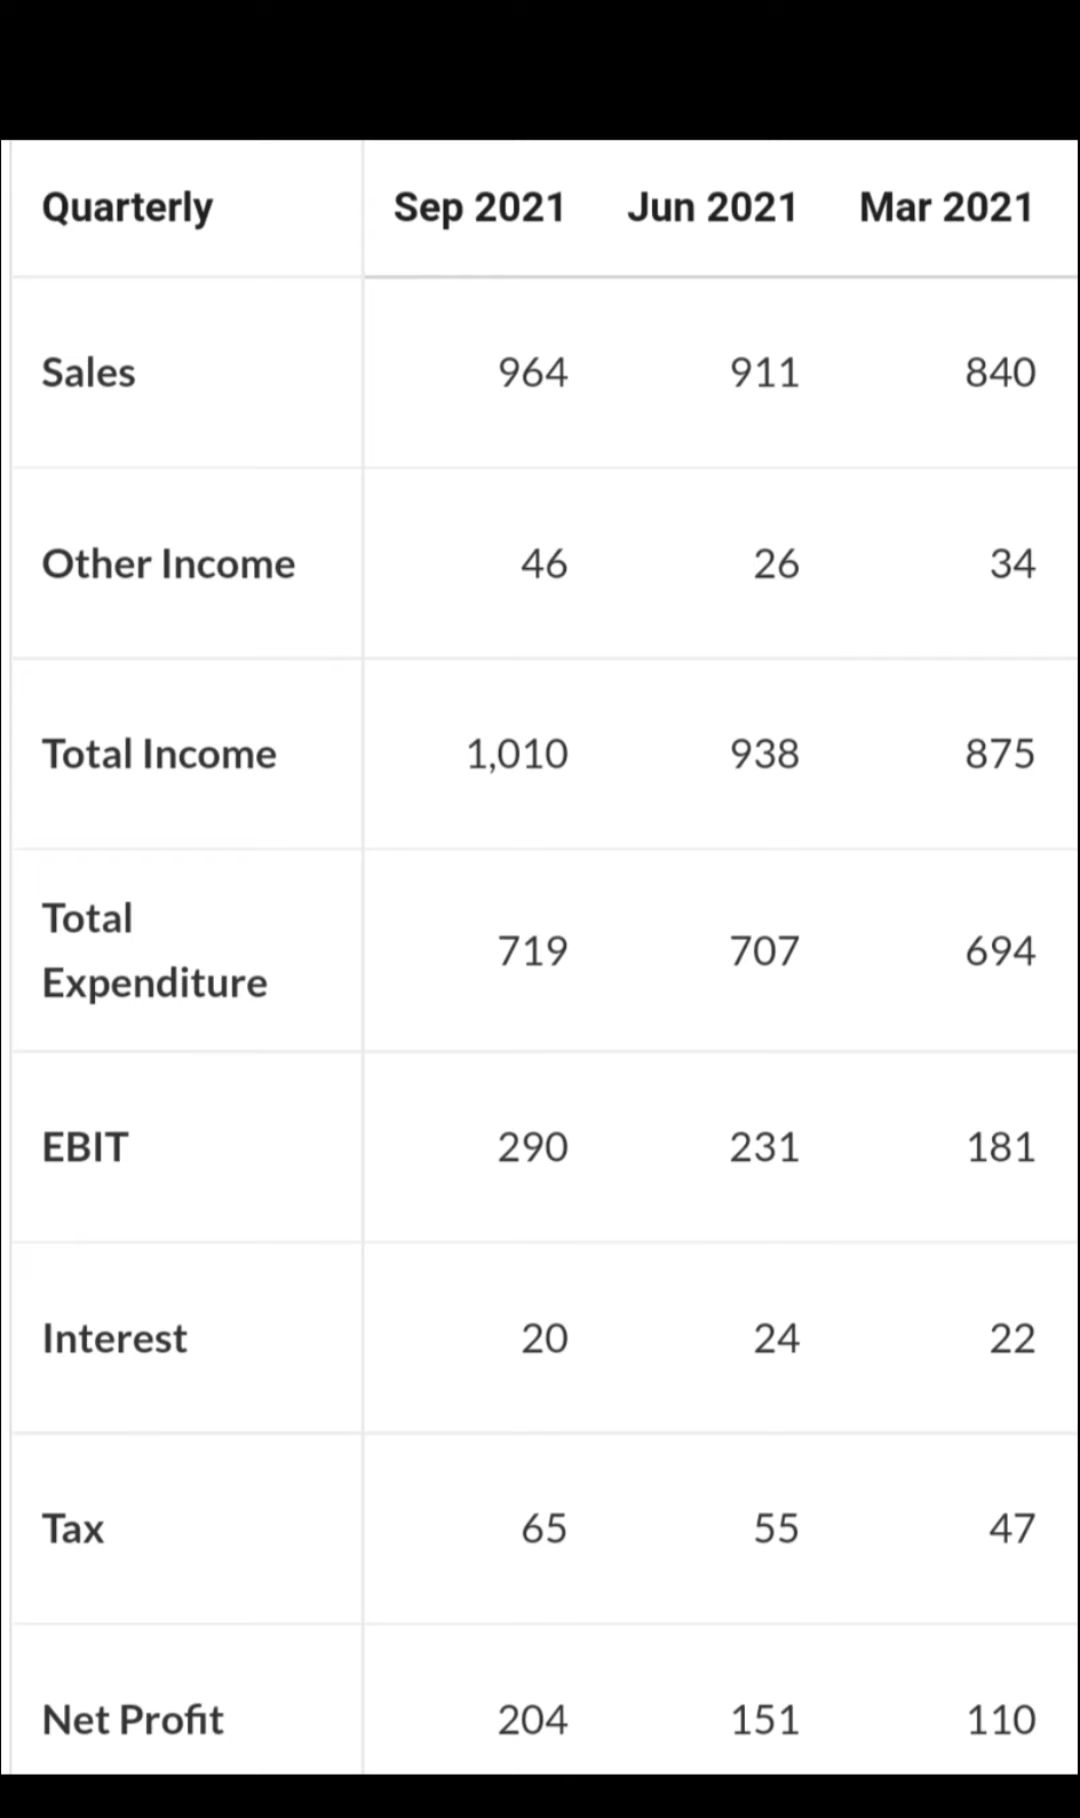 Quarterly Sep 2021 Jun 2021 Mar 2021
Sales 964 911 840
Other Income 46 26 34
Total Income 1,010 938 875
Total
Expenditure 719 707 694
EBIT 290 231 181
Interest 20 24 22
Tax 65 55 47
Net Profit 204 151 110